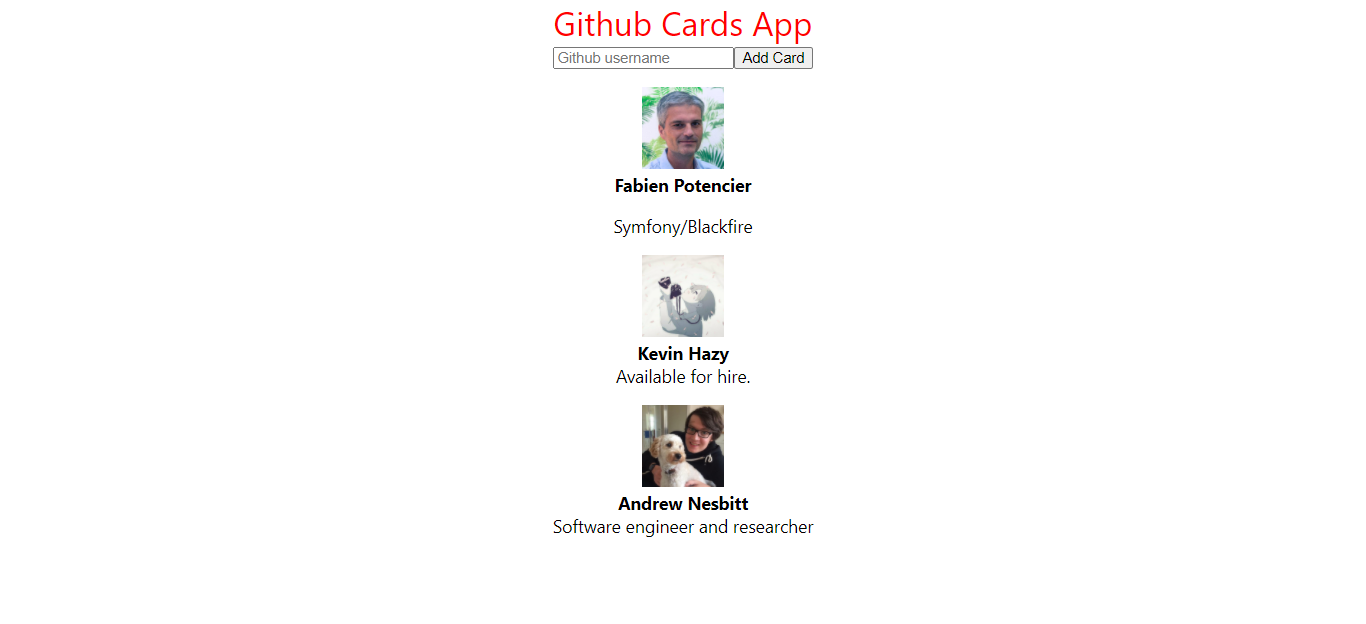 Github Cards App
Github username Add Card
Fabien Potencier
Symfony/Blackfire
Kevin Hazy
Available for hire.
Andrew Nesbitt
Software engineer and researcher